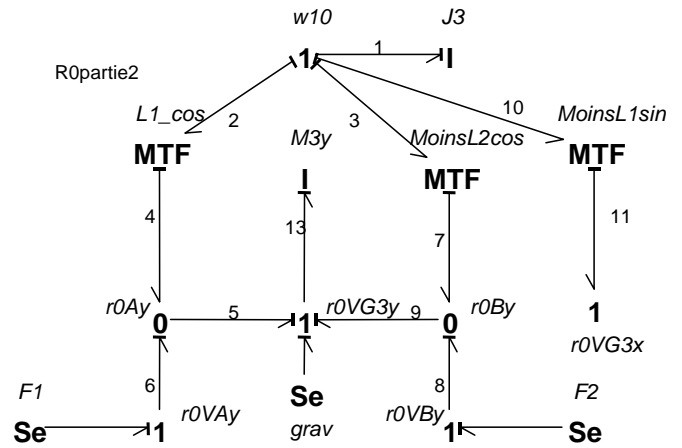 w10 J3
1 1 I
R0partie2
L1_cos 2 3 10 MoinsL1sin
M3y MoinsL2cos
MTF I MTF MTF
4 13 7 11
r0Ay 5 r0VG3y 9 r0By 1
0 1 0 r0VG3x
F1 6 r0VAy Se 8 r0VBy F2
Se 1 grav 1 Se